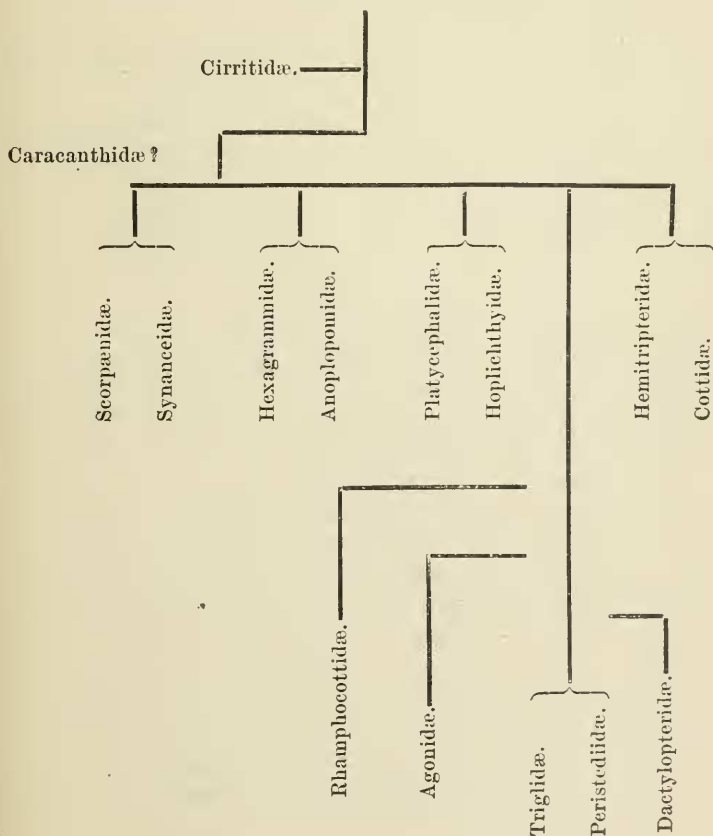 Cirritidæ.
Caracanthidæ?
Scorpænidæ.
Synanceidæ.
Hexagrammidæ.
Anoplopomidæ.
Platycephalidæ.
Hoplichthyidæ.
Hemitripteridæ.
Cottidæ.
Rhamphocottidæ.
Agonidæ.
Triglidæ.
Peristediidæ.
Dactylopteridæ.